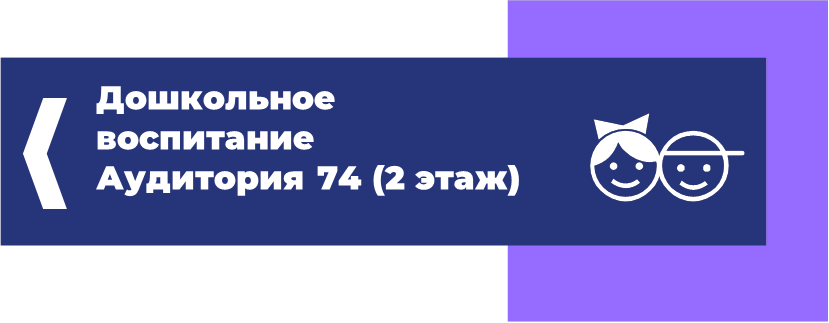 Дошкольное
воспитание
Аудитория 74 (2 этаж)